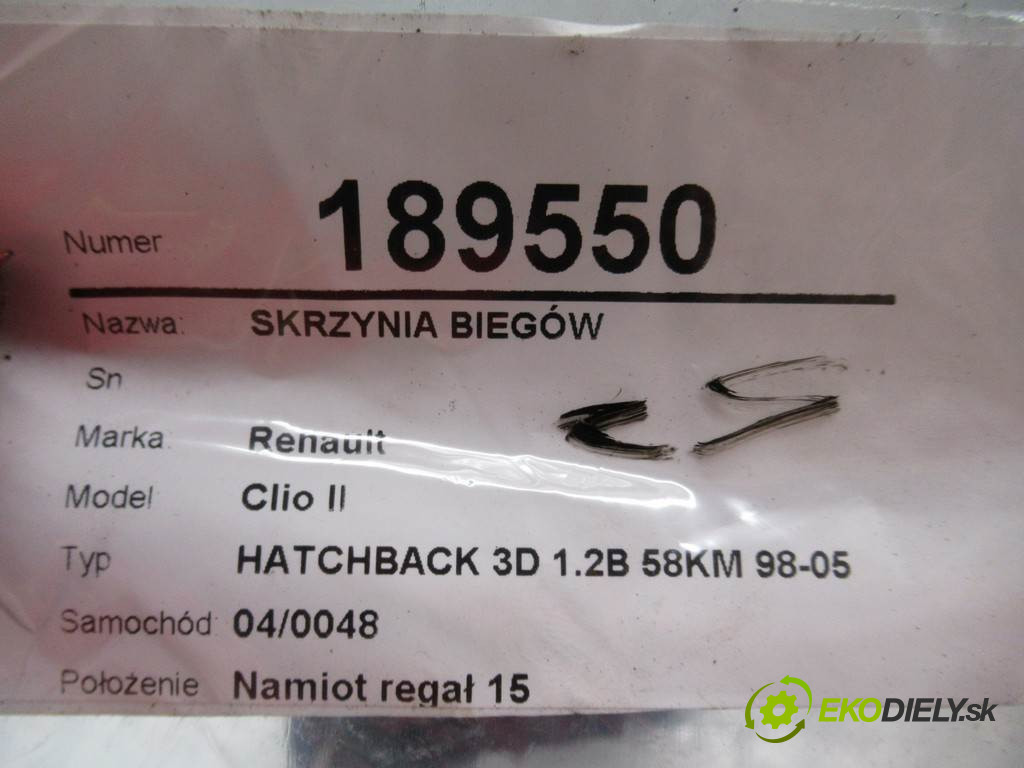 Numer 189550
Nazwa: SKRZYNIA BIEGÓW
Sn
Marka: Renault
Model Clio II
Typ HATCHBACK 3D 1.2B 58KM 98-05
Samochód: 04/0048
Położenie Namiot regał 15
EKODIELY.sk